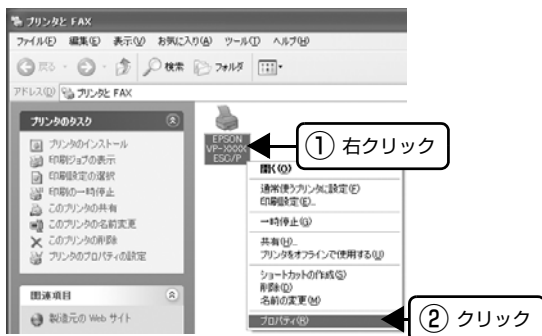 プリンタと FAX
ファイル(F) 編集(E) 表示(V) お気に入り(A) ツール(T) ヘルプ(H)
戻る 検索 フォルダ
アドレス(D) プリンタと FAX
プリンタのタスク
プリンタのインストール
印刷ジョブの表示
印刷設定の選択
印刷の一時停止
このプリンタの共有
このプリンタの名前変更
このプリンタの削除
プリンタのプロパティの設定
関連項目
製造元の Web サイト
EPSON
VP-XXXX
ESC/P
① 右クリック
開く(O)
通常使うプリンタに設定(F)
印刷設定(E)...
一時停止(G)
共有(H)...
プリンタをオフラインで使用する(U)
ショートカットの作成(S)
削除(D)
名前の変更(M)
プロパティ(R)
② クリック